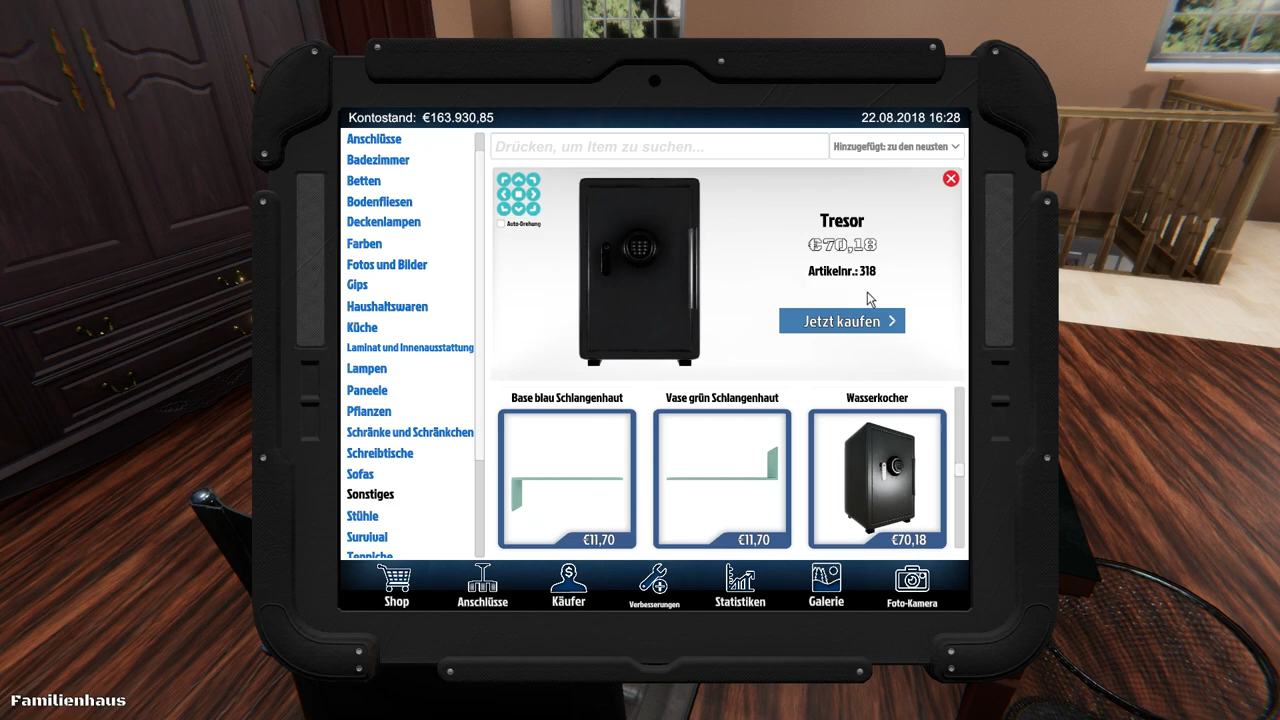 Kontostand: €163.930,85
22.08.2018 16:28
Anschlüsse
Badezimmer
Betten
Bodenfliesen
Deckenlampen
Farben
Fotos und Bilder
Gips
Haushaltswaren
Küche
Laminat und Innenausstattung
Lampen
Paneele
Pflanzen
Schränke und Schränkchen
Schreibtische
Sofas
Sonstiges
Stühle
Survival
Teppiche
Drücken, um Item zu suchen...
Hinzugefügt: zu den neusten
Auto-Drehung
Tresor
€70,18
Artikelnr.: 318
Jetzt kaufen
Base blau Schlangenhaut
Vase grün Schlangenhaut
Wasserkocher
€11,70
€11,70
€70,18
Shop
Anschlüsse
Käufer
Verbesserungen
Statistiken
Galerie
Foto-Kamera
Familienhaus